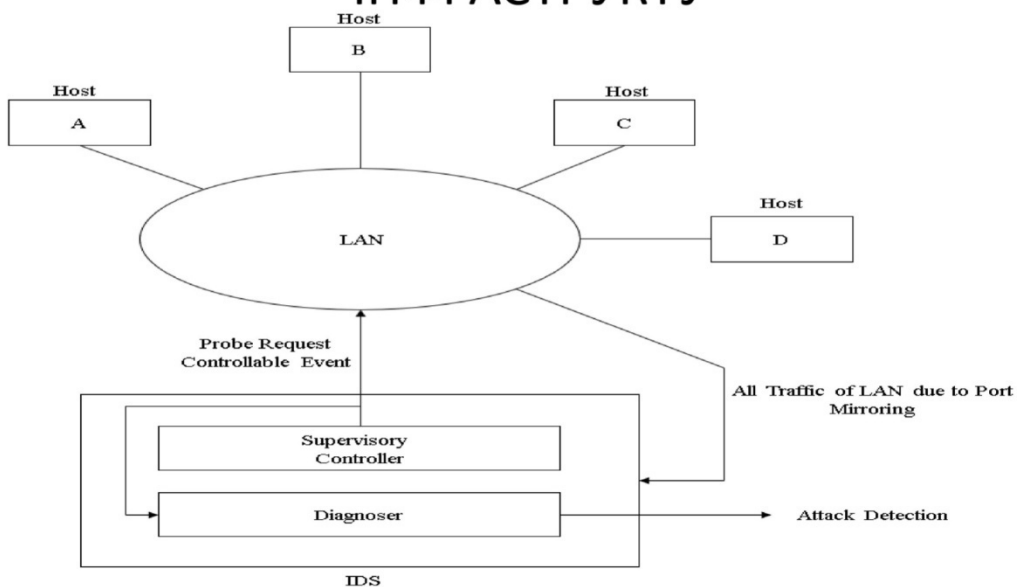 Host
B
Host
A
Host
C
Host
D
LAN
Probe Request
Controllable Event
All Traffic of LAN due to Port
Mirroring
Supervisory
Controller
Diagnoser
Attack Detection
IDS